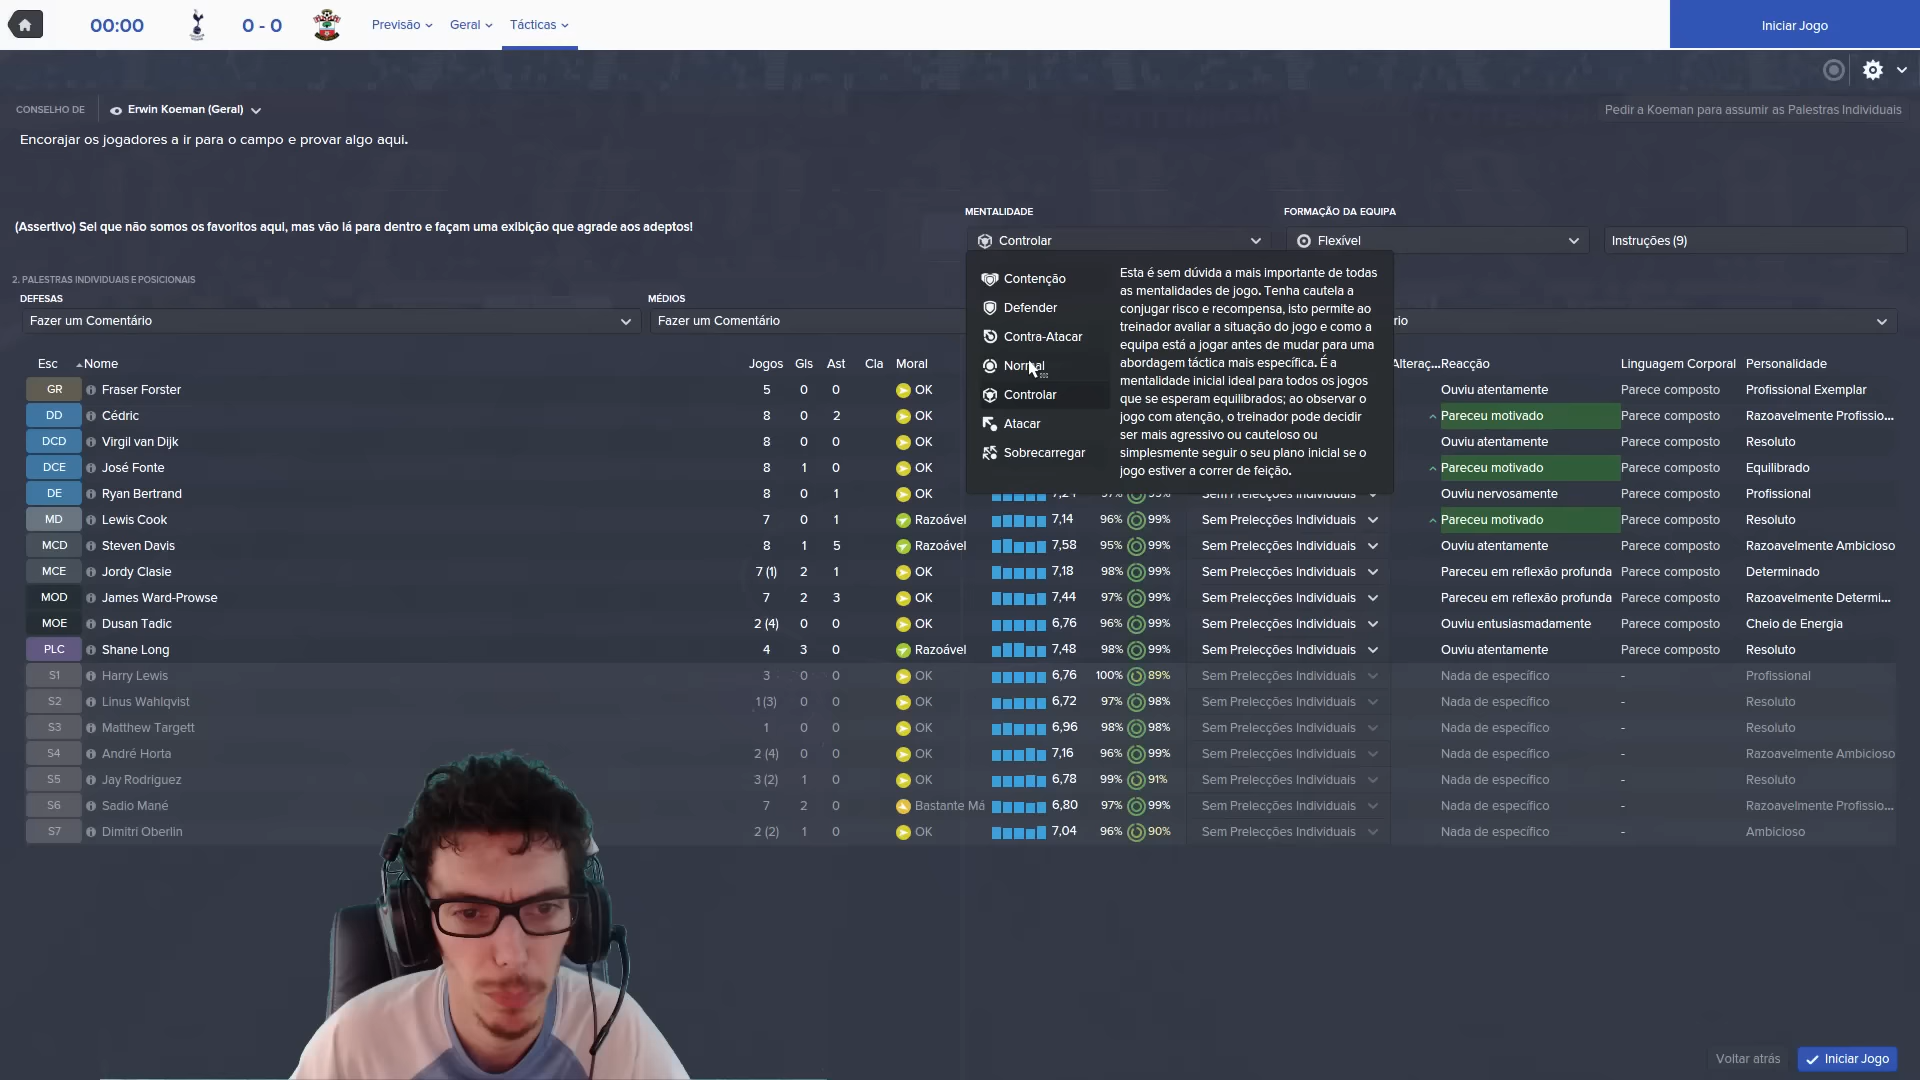 00:00
0 - 0
Previsão
Geral
Tácticas
Iniciar Jogo
CONSELHO DE
Erwin Koeman (Geral)
Pedir a Koeman para assumir as Palestras Individuais
Encorajar os jogadores a ir para o campo e provar algo aqui.
(Assertivo) Sei que não somos os favoritos aqui, mas vão lá para dentro e façam uma exibição que agrade aos adeptos!
MENTALIDADE
Controlar
FORMAÇÃO DA EQUIPA
Flexível
Instruções (9)
Contenção
Defender
Contra-Atacar
Normal
Controlar
Atacar
Sobrecarregar
Esta é sem dúvida a mais importante de todas
as mentalidades de jogo. Tenha cautela a
conjugar risco e recompensa, isto permite ao
treinador avaliar a situação do jogo e como a
equipa está a jogar antes de mudar para uma
abordagem táctica mais específica. É a
mentalidade inicial ideal para todos os jogos
que se esperam equilibrados; ao observar o
jogo com atenção, o treinador pode decidir
ser mais agressivo ou cauteloso ou
simplesmente seguir o seu plano inicial se o
jogo estiver a correr de feição.
2. PALESTRAS INDIVIDUAIS E POSICIONAIS
DEFESAS
MÉDIOS
Fazer um Comentário
Fazer um Comentário
rio
Esc Nome Jogos Gls Ast Cla Moral Alteraç... Reacção Linguagem Corporal Personalidade
GR Fraser Forster 5 0 0 OK Ouviu atentamente Parece composto Profissional Exemplar
DD Cédric 8 0 2 OK Pareceu motivado Parece composto Razoavelmente Profissio...
DCD Virgil van Dijk 8 0 0 OK Ouviu atentamente Parece composto Resoluto
DCE José Fonte 8 1 0 OK Pareceu motivado Parece composto Equilibrado
DE Ryan Bertrand 8 0 1 OK 7,21 97% 99% Sem Prelecções Individuais Ouviu nervosamente Parece composto Profissional
MD Lewis Cook 7 0 1 Razoável 7,14 96% 99% Sem Prelecções Individuais Pareceu motivado Parece composto Resoluto
MCD Steven Davis 8 1 5 Razoável 7,58 95% 99% Sem Prelecções Individuais Ouviu atentamente Parece composto Razoavelmente Ambicioso
MCE Jordy Clasie 7 (1) 2 1 OK 7,18 98% 99% Sem Prelecções Individuais Pareceu em reflexão profunda Parece composto Determinado
MOD James Ward-Prowse 7 2 3 OK 7,44 97% 99% Sem Prelecções Individuais Pareceu em reflexão profunda Parece composto Razoavelmente Determi...
MOE Dusan Tadic 2 (4) 0 0 OK 6,76 96% 99% Sem Prelecções Individuais Ouviu entusiasmadamente Parece composto Cheio de Energia
PLC Shane Long 4 3 0 Razoável 7,48 98% 99% Sem Prelecções Individuais Ouviu atentamente Parece composto Resoluto
S1 Harry Lewis 3 0 0 OK 6,76 100% 89% Sem Prelecções Individuais Nada de específico - Profissional
S2 Linus Wahlqvist 1 (3) 0 0 OK 6,72 97% 98% Sem Prelecções Individuais Nada de específico - Resoluto
S3 Matthew Targett 1 0 0 OK 6,96 98% 98% Sem Prelecções Individuais Nada de específico - Resoluto
S4 André Horta 2 (4) 0 0 OK 7,16 96% 99% Sem Prelecções Individuais Nada de específico - Razoavelmente Ambicioso
S5 Jay Rodriguez 3 (2) 1 0 OK 6,78 99% 91% Sem Prelecções Individuais Nada de específico - Resoluto
S6 Sadio Mané 7 2 0 Bastante Má 6,80 97% 99% Sem Prelecções Individuais Nada de específico - Razoavelmente Profissio...
S7 Dimitri Oberlin 2 (2) 1 0 OK 7,04 96% 90% Sem Prelecções Individuais Nada de específico - Ambicioso
Voltar atrás
Iniciar Jogo